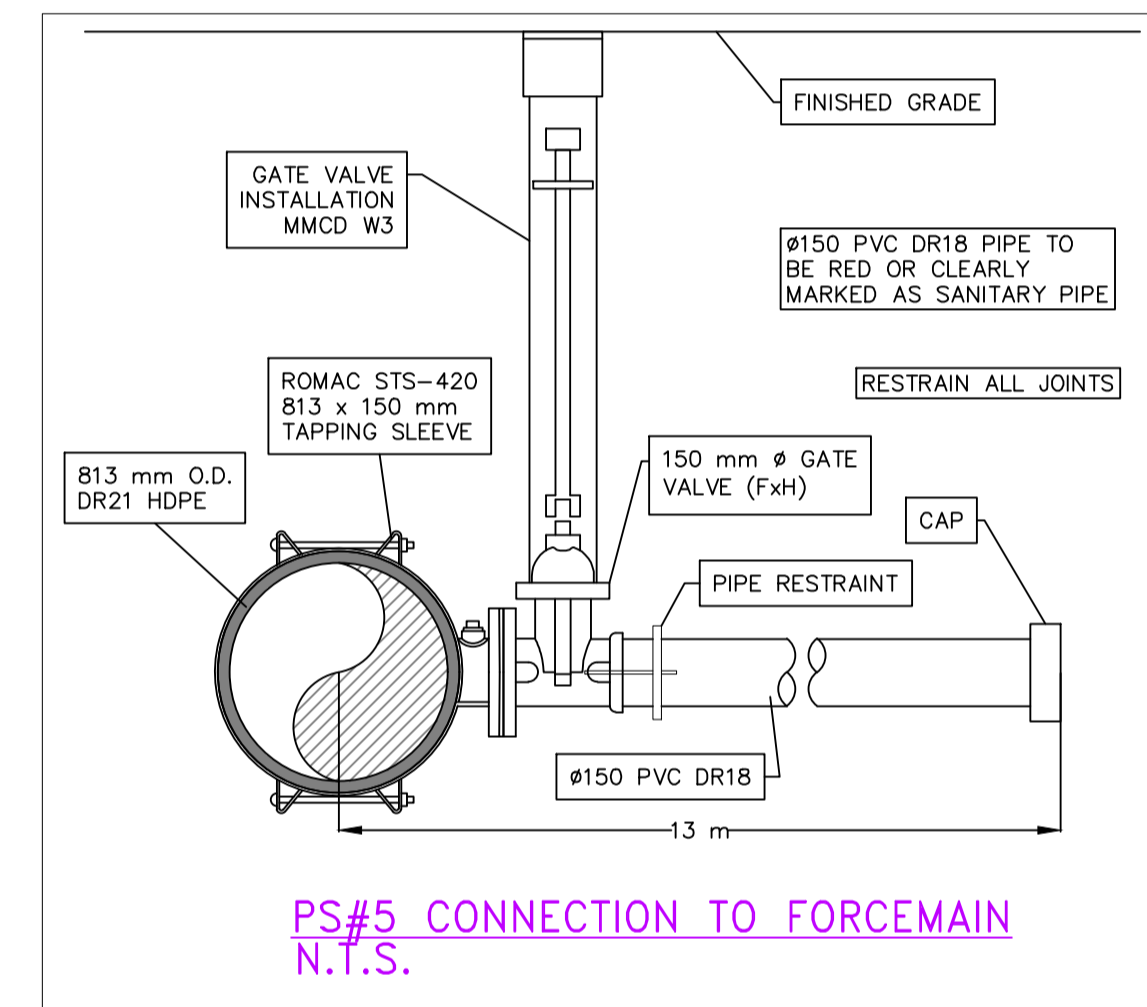 FINISHED GRADE
GATE VALVE
INSTALLATION
MMCD W3
Ø150 PVC DR18 PIPE TO
BE RED OR CLEARLY
MARKED AS SANITARY PIPE
ROMAC STS-420
813 x 150 mm
TAPPING SLEEVE
RESTRAIN ALL JOINTS
813 mm O.D.
DR21 HDPE
150 mm Ø GATE
VALVE (FxH)
CAP
PIPE RESTRAINT
Ø150 PVC DR18
13 m
PS#5 CONNECTION TO FORCEMAIN
N.T.S.